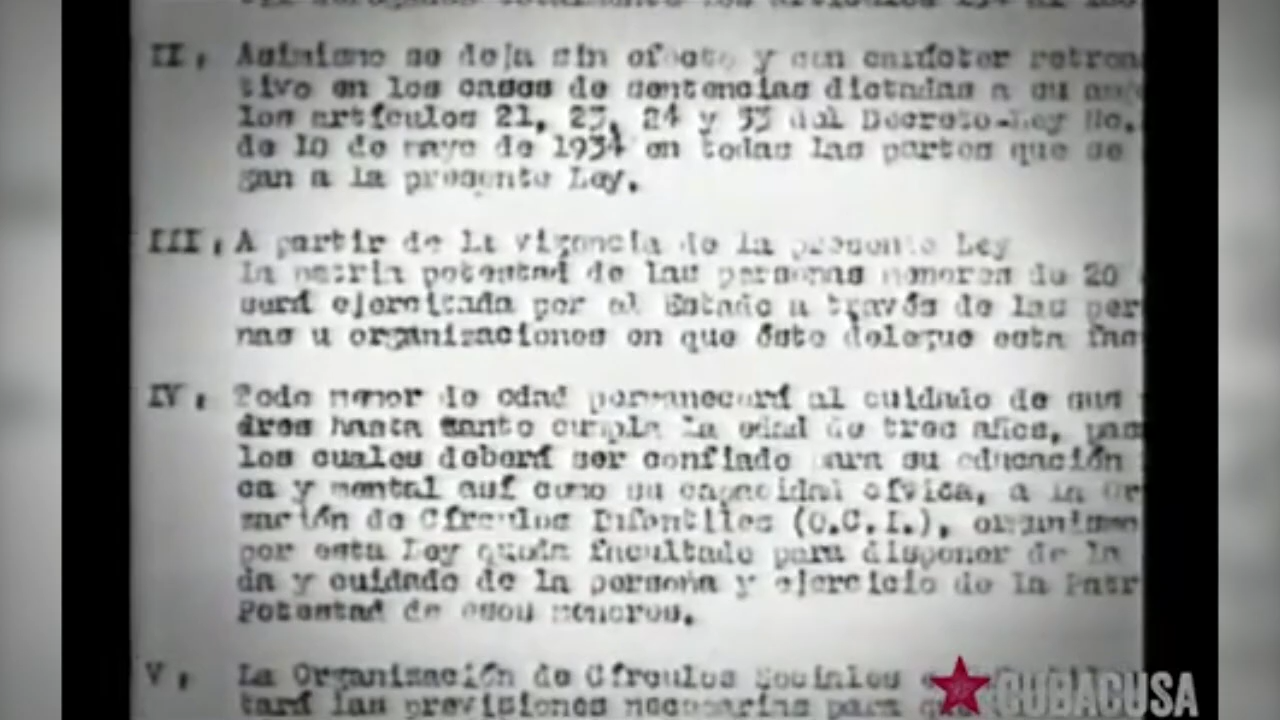 II. Asimismo se deja sin efecto y con carácter retroa
tivo en los casos de sentencias dictadas a su
los artículos 21, 23, 24 y 33 del Decreto-Ley No.
de 10 de mayo de 1934 en todas las partes que se
gan a la presente Ley.
III. A partir de la vigencia de la presente Ley
la patria potestad de las personas menores de 20
será ejercitada por el Estado a través de las per
nas u organizaciones en que éste delegue esta fac
IV. Todo menor de edad permanecerá al cuidado de sus
dres hasta tanto cumpla la edad de tres años, pas
los cuales deberá ser confiado para su educación
ca y mental así como su capacidad cívica, a la Or
zación de Círculos Infantiles (O.C.I.), organismo
por esta Ley queda facultado para disponer de la
da y cuidado de la persona y ejercicio de la Patr
Potestad de esos menores.
V. La Organización de Círculos Sociales
tará las previsiones necesarias para que
CUBACUSA